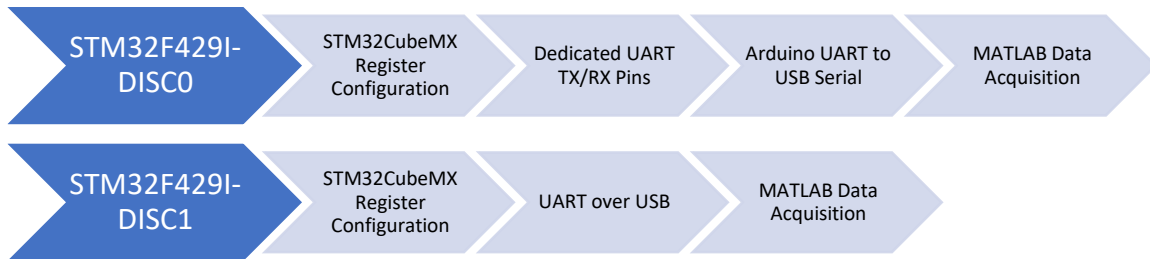 STM32F429I-
DISC0
STM32CubeMX
Register
Configuration
Dedicated UART
TX/RX Pins
Arduino UART to
USB Serial
MATLAB Data
Acquisition
STM32F429I-
DISC1
STM32CubeMX
Register
Configuration
UART over USB
MATLAB Data
Acquisition